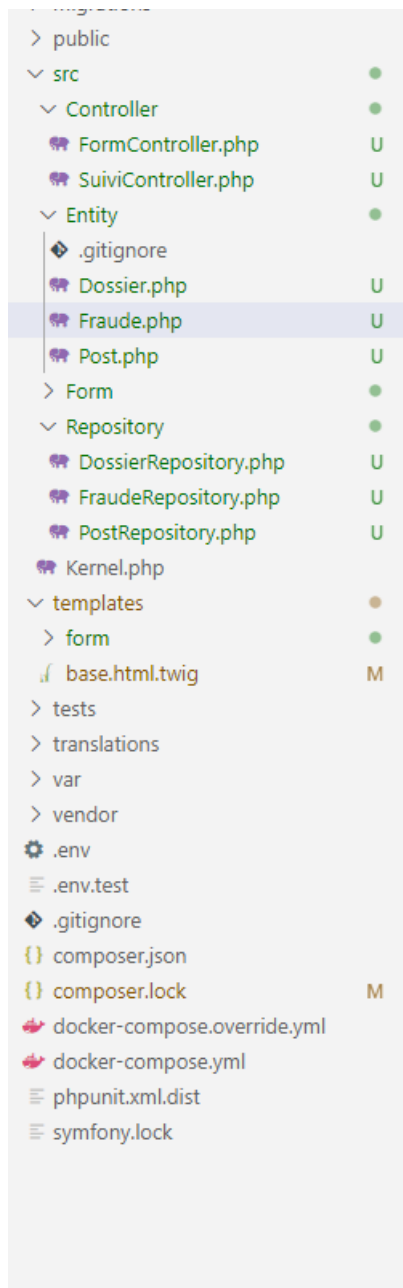 public
src
Controller
FormController.php U
SuiviController.php U
Entity
.gitignore
Dossier.php U
Fraude.php U
Post.php U
Form
Repository
DossierRepository.php U
FraudeRepository.php U
PostRepository.php U
Kernel.php
templates
form
base.html.twig M
tests
translations
var
vendor
.env
.env.test
.gitignore
composer.json
composer.lock M
docker-compose.override.yml
docker-compose.yml
phpunit.xml.dist
symfony.lock